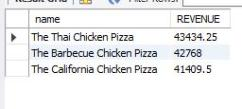 name REVENUE
The Thai Chicken Pizza 43434.25
The Barbecue Chicken Pizza 42768
The California Chicken Pizza 41409.5